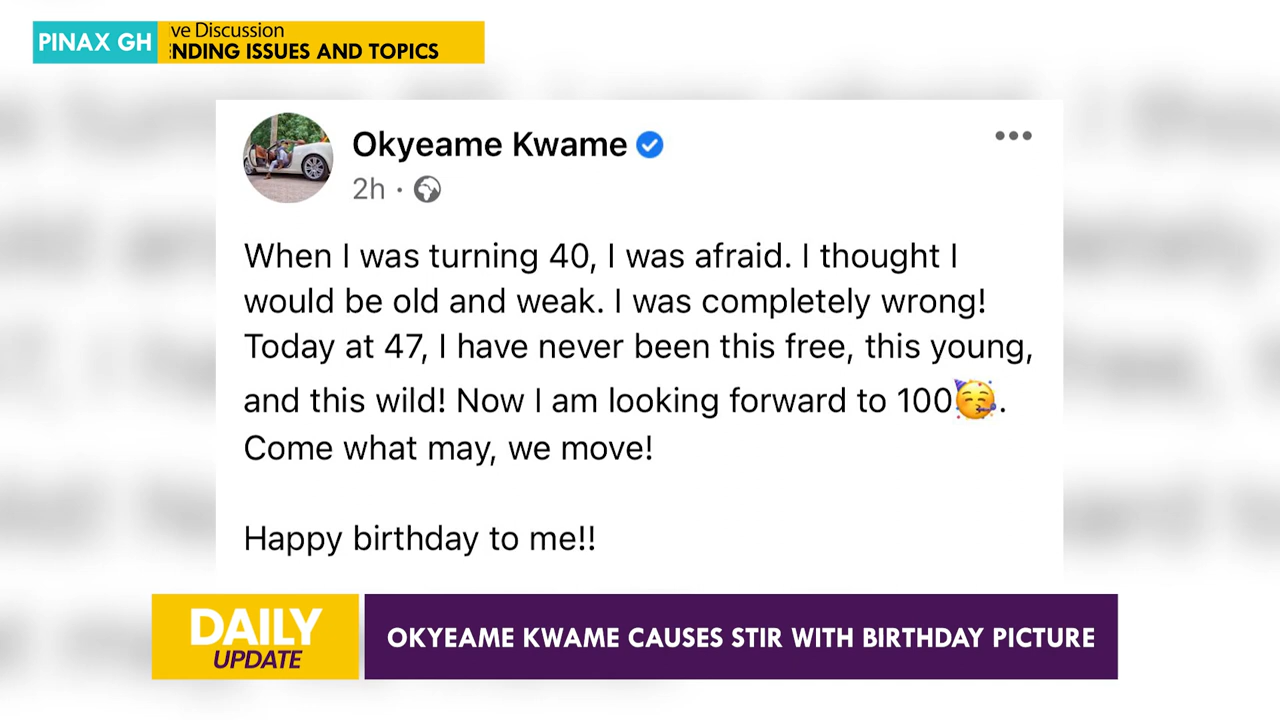 PINAX GH
ve Discussion
NDING ISSUES AND TOPICS
Okyeame Kwame
2h ·
When I was turning 40, I was afraid. I thought I
would be old and weak. I was completely wrong!
Today at 47, I have never been this free, this young,
and this wild! Now I am looking forward to 100🥳.
Come what may, we move!
Happy birthday to me!!
DAILY
UPDATE
OKYEAME KWAME CAUSES STIR WITH BIRTHDAY PICTURE